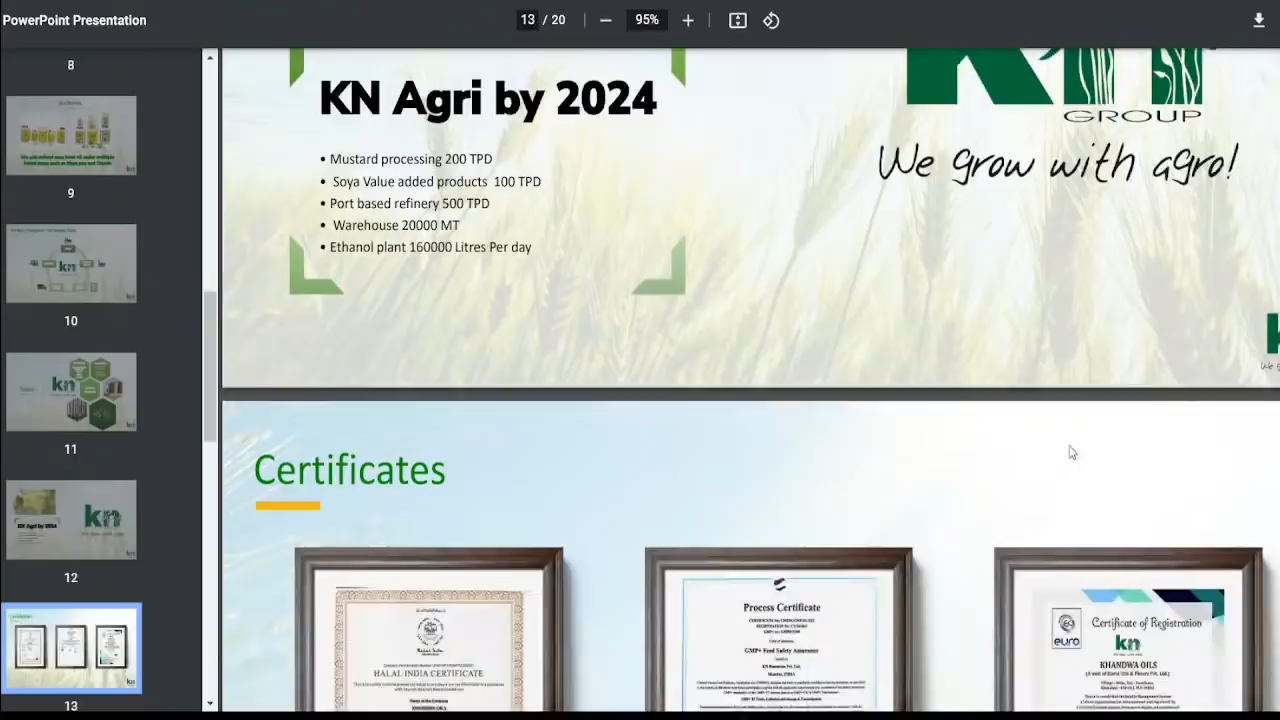 PowerPoint Presentation
13 / 20
95%
8
9
10
11
12
KN Agri by 2024
• Mustard processing 200 TPD
• Soya Value added products 100 TPD
• Port based refinery 500 TPD
• Warehouse 20000 MT
• Ethanol plant 160000 Litres Per day
kn
GROUP
We grow with agro!
Certificates
HALAL INDIA CERTIFICATE
Process Certificate
GMP+ Feed Safety Assurance
Certificate of Registration
euro
kn
KHANDWA OILS